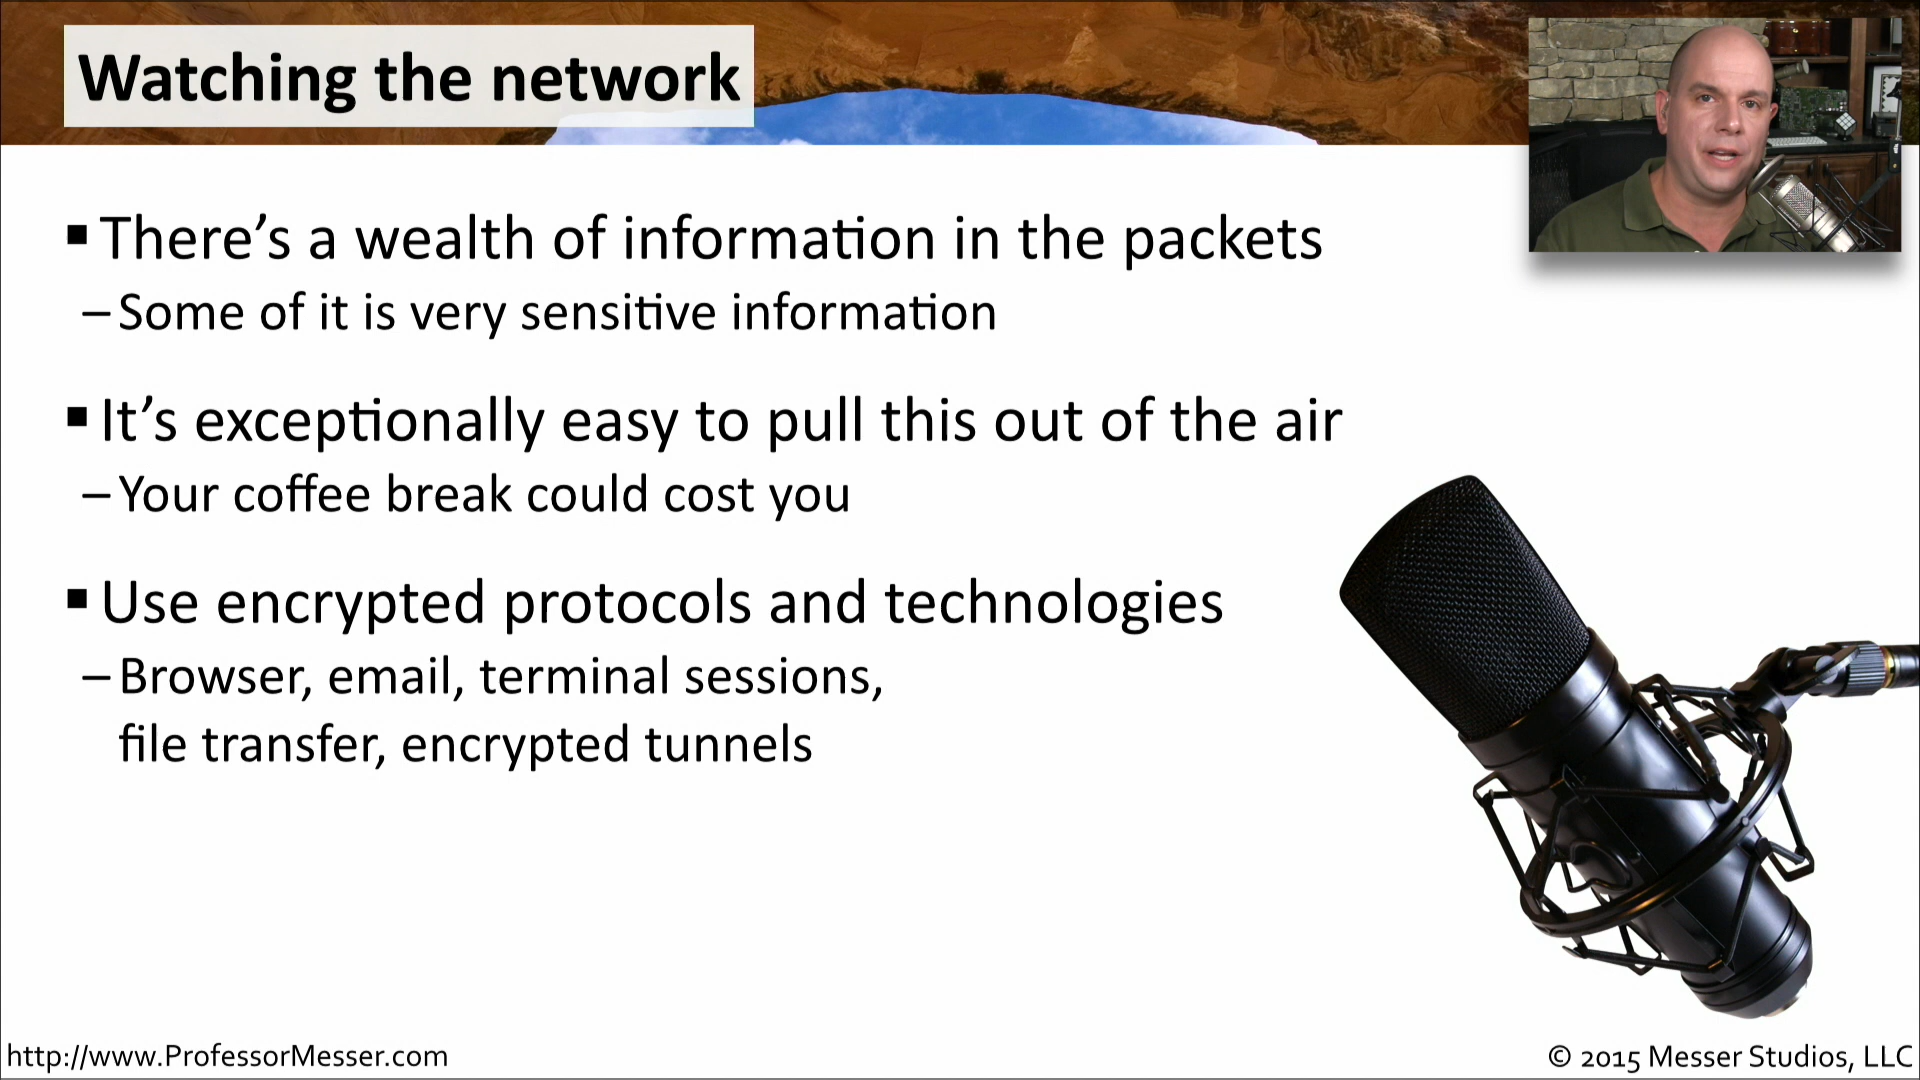 Watching the network
▪ There’s a wealth of information in the packets
– Some of it is very sensitive information
▪ It’s exceptionally easy to pull this out of the air
– Your coffee break could cost you
▪ Use encrypted protocols and technologies
– Browser, email, terminal sessions,
file transfer, encrypted tunnels
http://www.ProfessorMesser.com
© 2015 Messer Studios, LLC